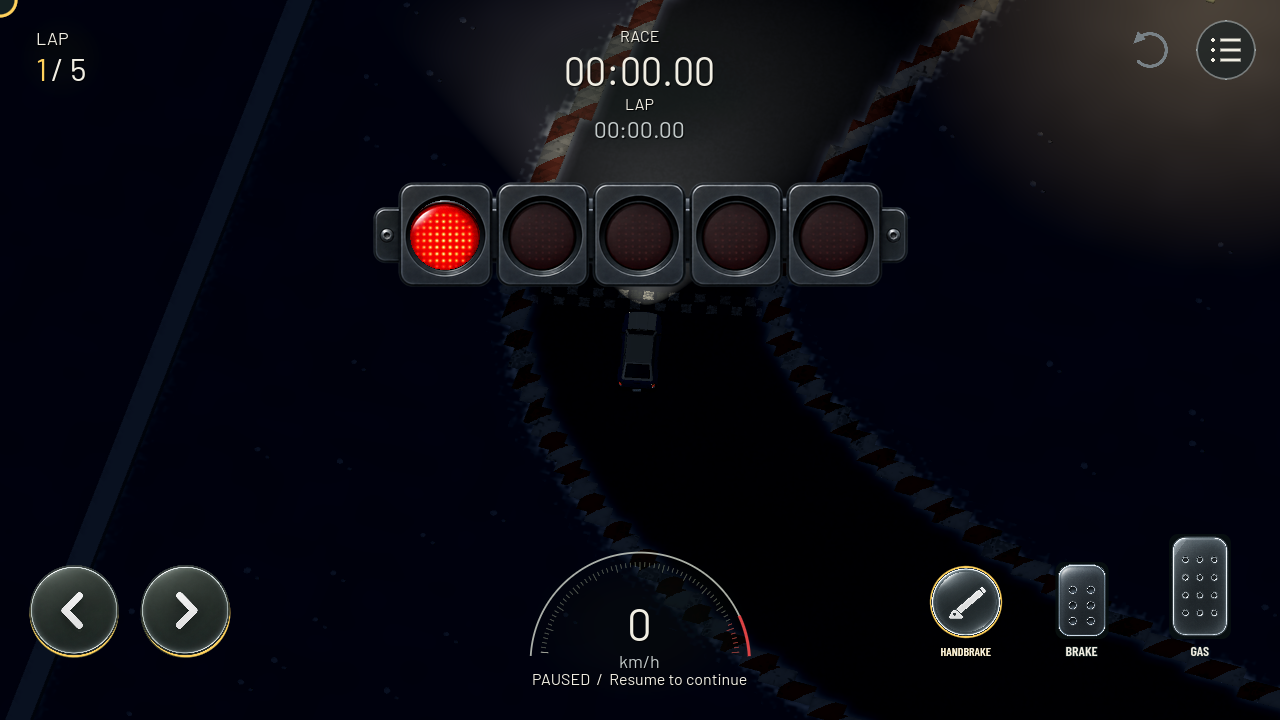 LAP
1/ 5
RACE
00:00.00
LAP
00:00.00
0
km/h
PAUSED / Resume to continue
HANDBRAKE
BRAKE
GAS